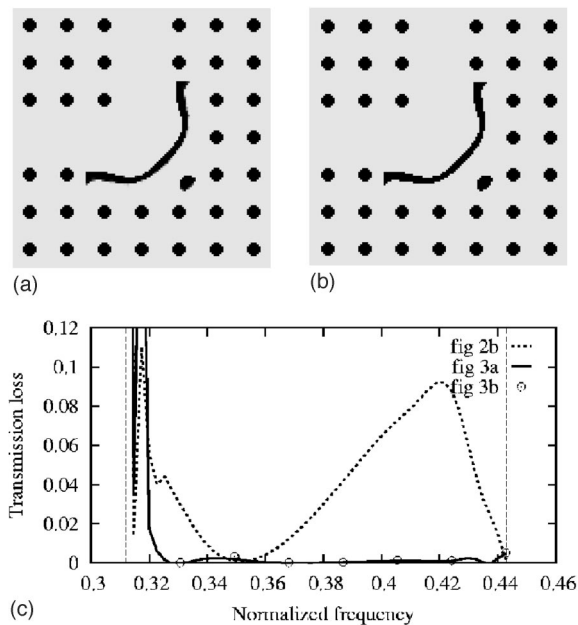 (a) (b)
0.12
0.1
0.08
0.06
0.04
0.02
0
Transmission loss
fig 2b
fig 3a
fig 3b
0.3 0.32 0.34 0.36 0.38 0.4 0.42 0.44 0.46
(c) Normalized frequency